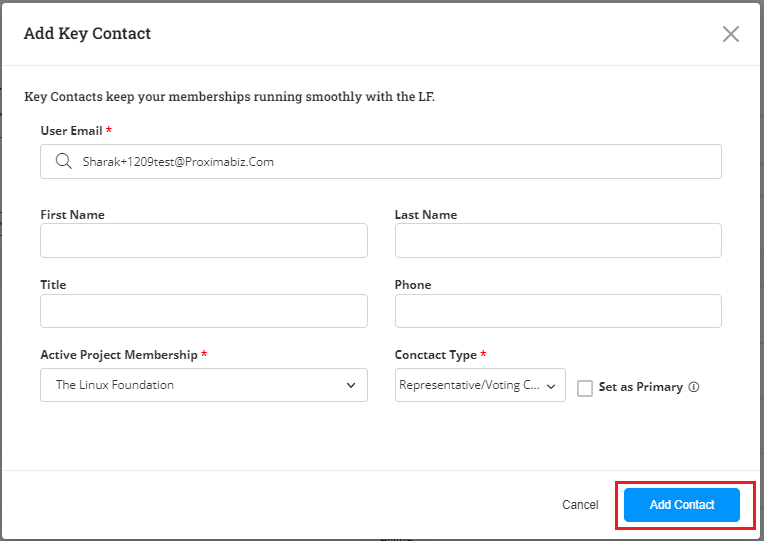 Add Key Contact
Key Contacts keep your memberships running smoothly with the LF.
User Email *
Sharak+1209test@Proximabiz.Com
First Name Last Name
Title Phone
Active Project Membership * Conctact Type *
The Linux Foundation Representative/Voting C... Set as Primary
Cancel Add Contact